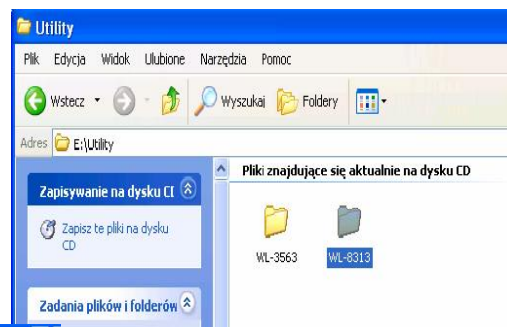 Utility
Plik Edycja Widok Ulubione Narzędzia Pomoc
Wstecz Wyszukaj Foldery
Adres E:\Utility
Pliki znajdujące się aktualnie na dysku CD
Zapisywanie na dysku CD
Zapisz te pliki na dysku
CD
WL-3563 WL-8313
Zadania plików i folderów